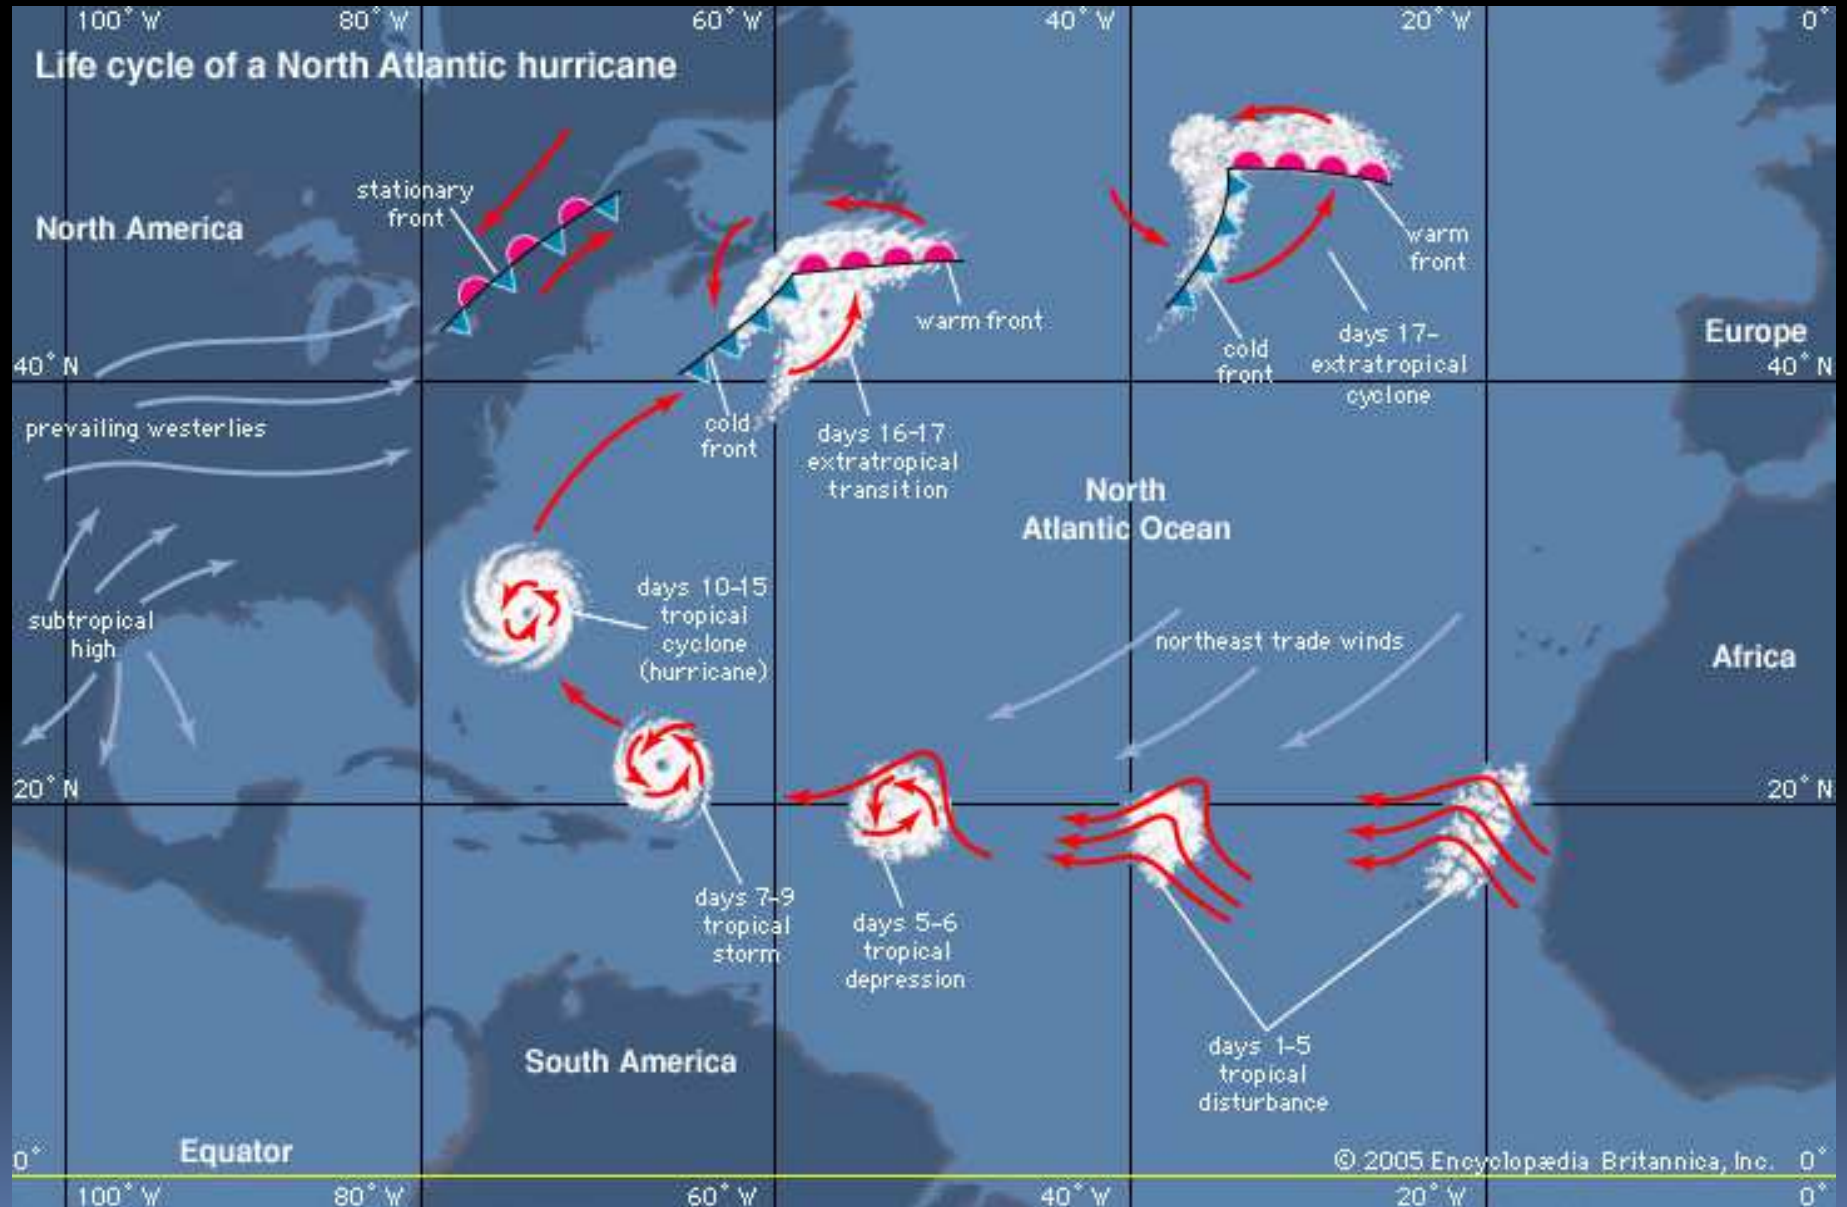 100° W 80° W 60° W 40° W 20° W 0°
Life cycle of a North Atlantic hurricane
stationary
front
North America
warm
front
warm front
Europe
days 17-
extratropical
cyclone
cold
front
40° N 40° N
prevailing westerlies
cold
front
days 16-17
extratropical
transition
North
Atlantic Ocean
days 10-15
tropical
cyclone
(hurricane)
subtropical
high
northeast trade winds
Africa
20° N 20° N
days 7-9
tropical
storm
days 5-6
tropical
depression
days 1-5
tropical
disturbance
South America
Equator
0° © 2005 Encyclopædia Britannica, Inc. 0°
100° W 80° W 60° W 40° W 20° W 0°